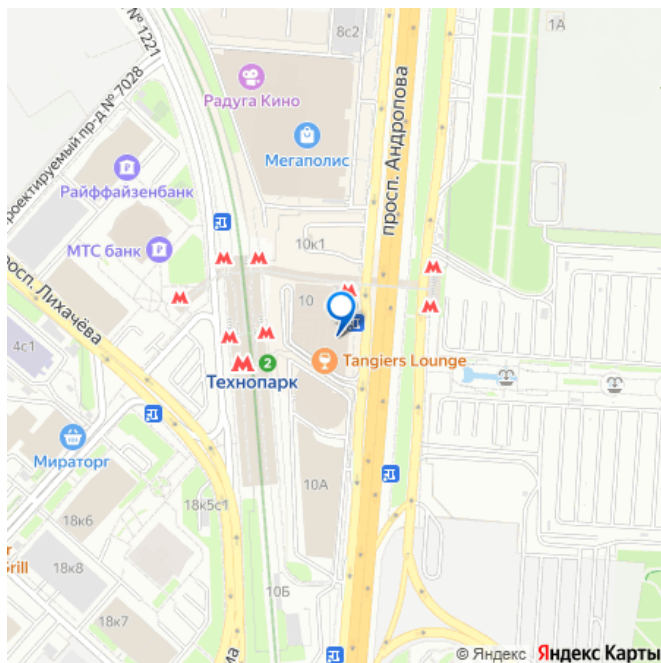 8с2
1А
№ 1221
Проектируемый пр-д № 7028
Радуга Кино
Мегаполис
просп. Андропова
Райффайзенбанк
МТС банк
10к1
просп. Лихачёва
10
4с1
2
Tangiers Lounge
Технопарк
Мираторг
10А
18к5с1
18к6
Grill
18к8
10Б
18к7
© Яндекс Яндекс Карты